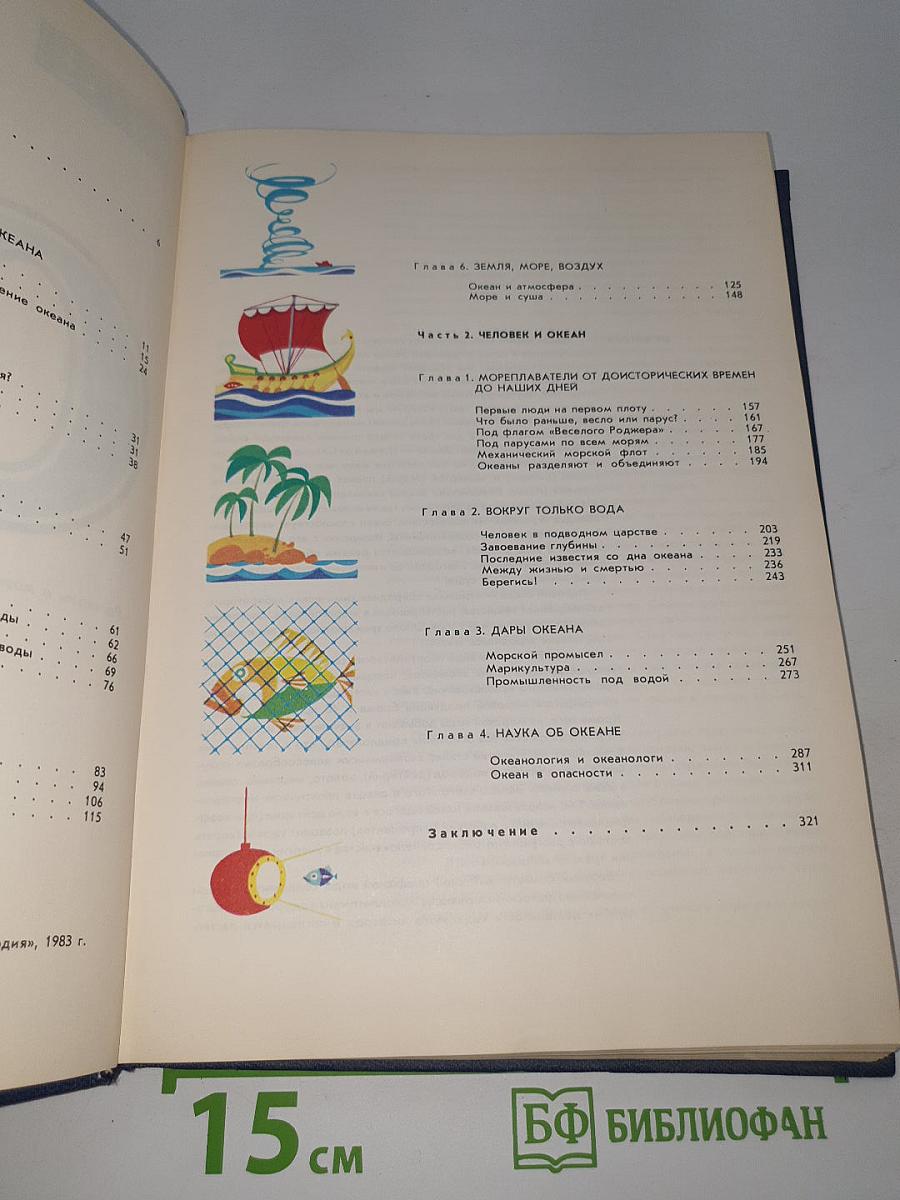 6
КЕАНА
ение океана
11
15
24
я?
31
31
38
47
51
ды 61
62
воды 66
69
76
83
94
106
115
дия», 1983 г.
Глава 6. ЗЕМЛЯ, МОРЕ, ВОЗДУХ
Океан и атмосфера . . . . . . . . . . 125
Море и суша . . . . . . . . . . . . 148
Часть 2. ЧЕЛОВЕК И ОКЕАН
Глава 1. МОРЕПЛАВАТЕЛИ ОТ ДОИСТОРИЧЕСКИХ ВРЕМЕН
ДО НАШИХ ДНЕЙ
Первые люди на первом плоту . . . . . . 157
Что было раньше, весло или парус? . . . . 161
Под флагом «Веселого Роджера» . . . . . 167
Под парусами по всем морям . . . . . . 177
Механический морской флот . . . . . . 185
Океаны разделяют и объединяют . . . . 194
Глава 2. ВОКРУГ ТОЛЬКО ВОДА
Человек в подводном царстве . . . . . . 203
Завоевание глубины . . . . . . . . . . 219
Последние известия со дна океана . . . . 233
Между жизнью и смертью . . . . . . . 236
Берегись! . . . . . . . . . . . . . 243
Глава 3. ДАРЫ ОКЕАНА
Морской промысел . . . . . . . . . . 251
Марикультура . . . . . . . . . . . . 267
Промышленность под водой . . . . . . 273
Глава 4. НАУКА ОБ ОКЕАНЕ
Океанология и океанологи . . . . . . . 287
Океан в опасности . . . . . . . . . . 311
Заключение . . . . . . . . . . . . . . 321
15 см
БФ БИБЛИОФАН